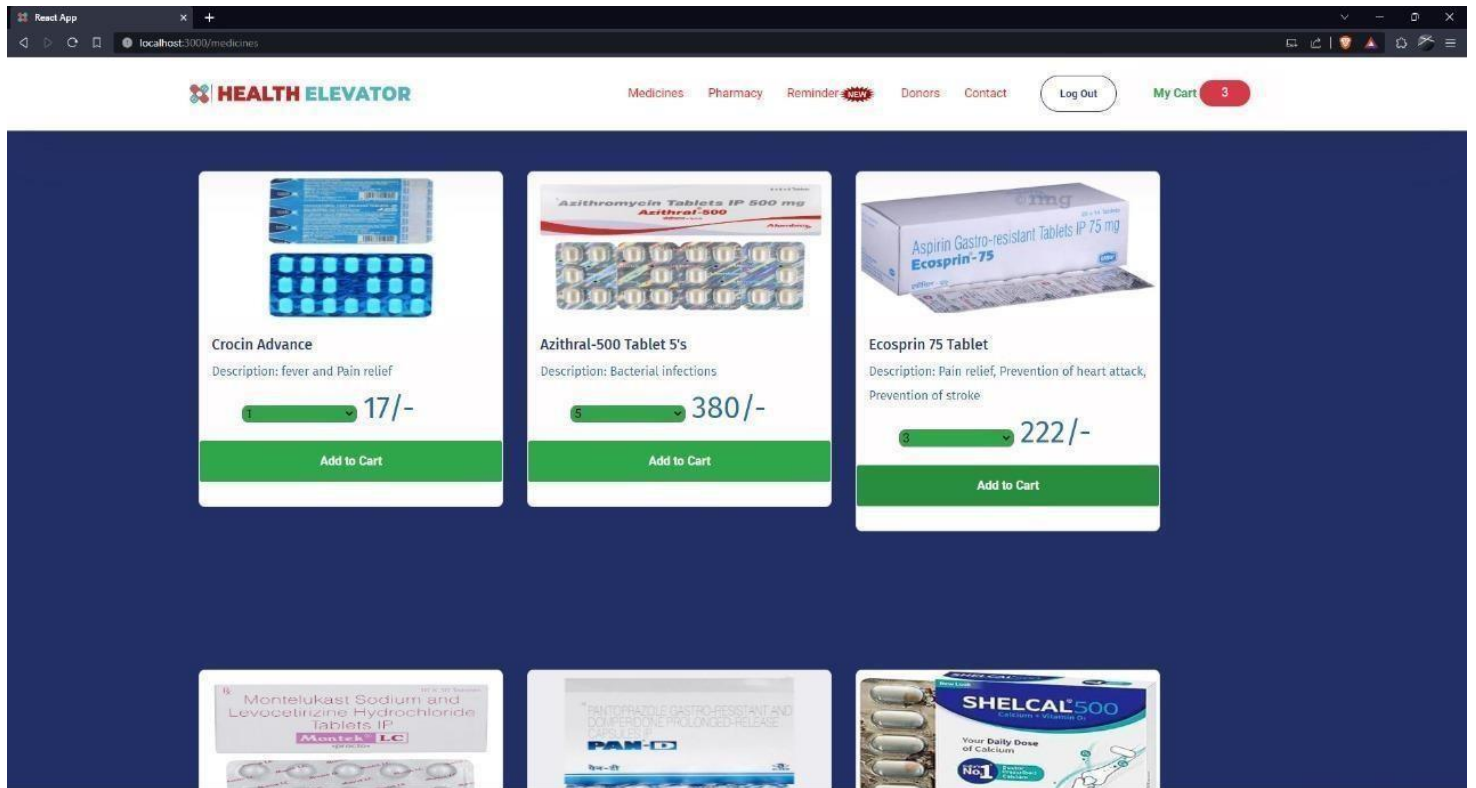 React App
localhost:3000/medicines
HEALTH ELEVATOR
Medicines Pharmacy Reminder NEW Donors Contact Log Out My Cart 3
Azithromycin Tablets IP 500 mg
Azithral-500
Aspirin Gastro-resistant Tablets IP 75 mg
Ecosprin-75
Crocin Advance
Description: fever and Pain relief
1 17/-
Add to Cart
Azithral-500 Tablet 5's
Description: Bacterial infections
5 380/-
Add to Cart
Ecosprin 75 Tablet
Description: Pain relief, Prevention of heart attack,
Prevention of stroke
3 222/-
Add to Cart
Montelukast Sodium and
Levocetirizine Hydrochloride
Tablets IP
Montek LC
PANTOPRAZOLE GASTRO-RESISTANT AND
DOMPERIDONE PROLONGED-RELEASE
CAPSULES IP
PAN-D
पैन-डी
SHELCAL 500
Calcium + Vitamin D3
Your Daily Dose
of Calcium
No.1